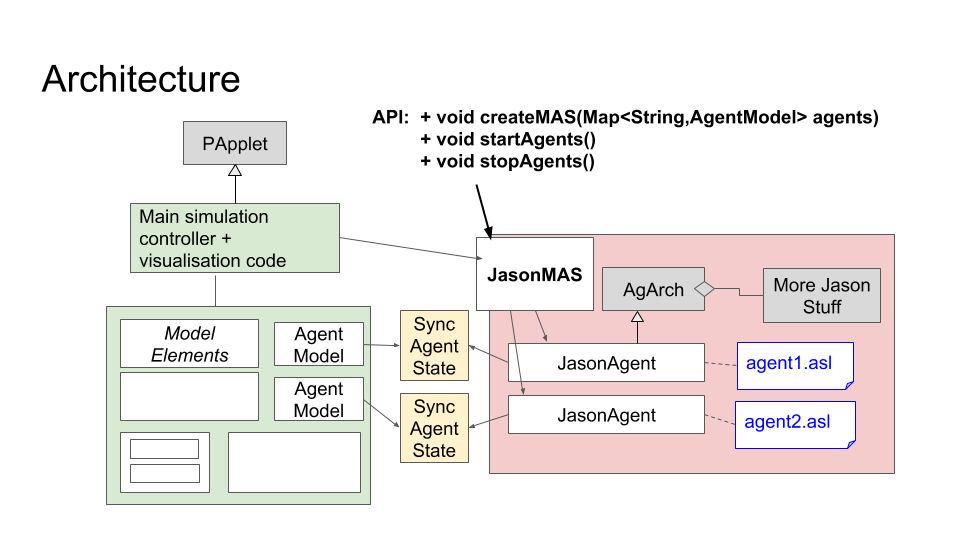 Architecture
API: + void createMAS(Map<String,AgentModel> agents)
+ void startAgents()
+ void stopAgents()
PApplet
Main simulation
controller +
visualisation code
JasonMAS
AgArch
More Jason
Stuff
Model
Elements
Agent
Model
Agent
Model
Sync
Agent
State
Sync
Agent
State
JasonAgent
agent1.asl
JasonAgent
agent2.asl